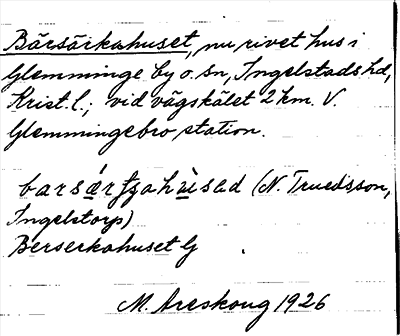 Bärsärkahuset, nu rivet hus i
Glemminge by o. sn, Ingelstads hd,
Krist. l.; vid vägskälet 2 km. V.
Glemmingebro station.
barsǽrʃʒahùsəd (N. Truedsson,
Ingelstorp)
Berserkahuset G
M. Areskoug 1926